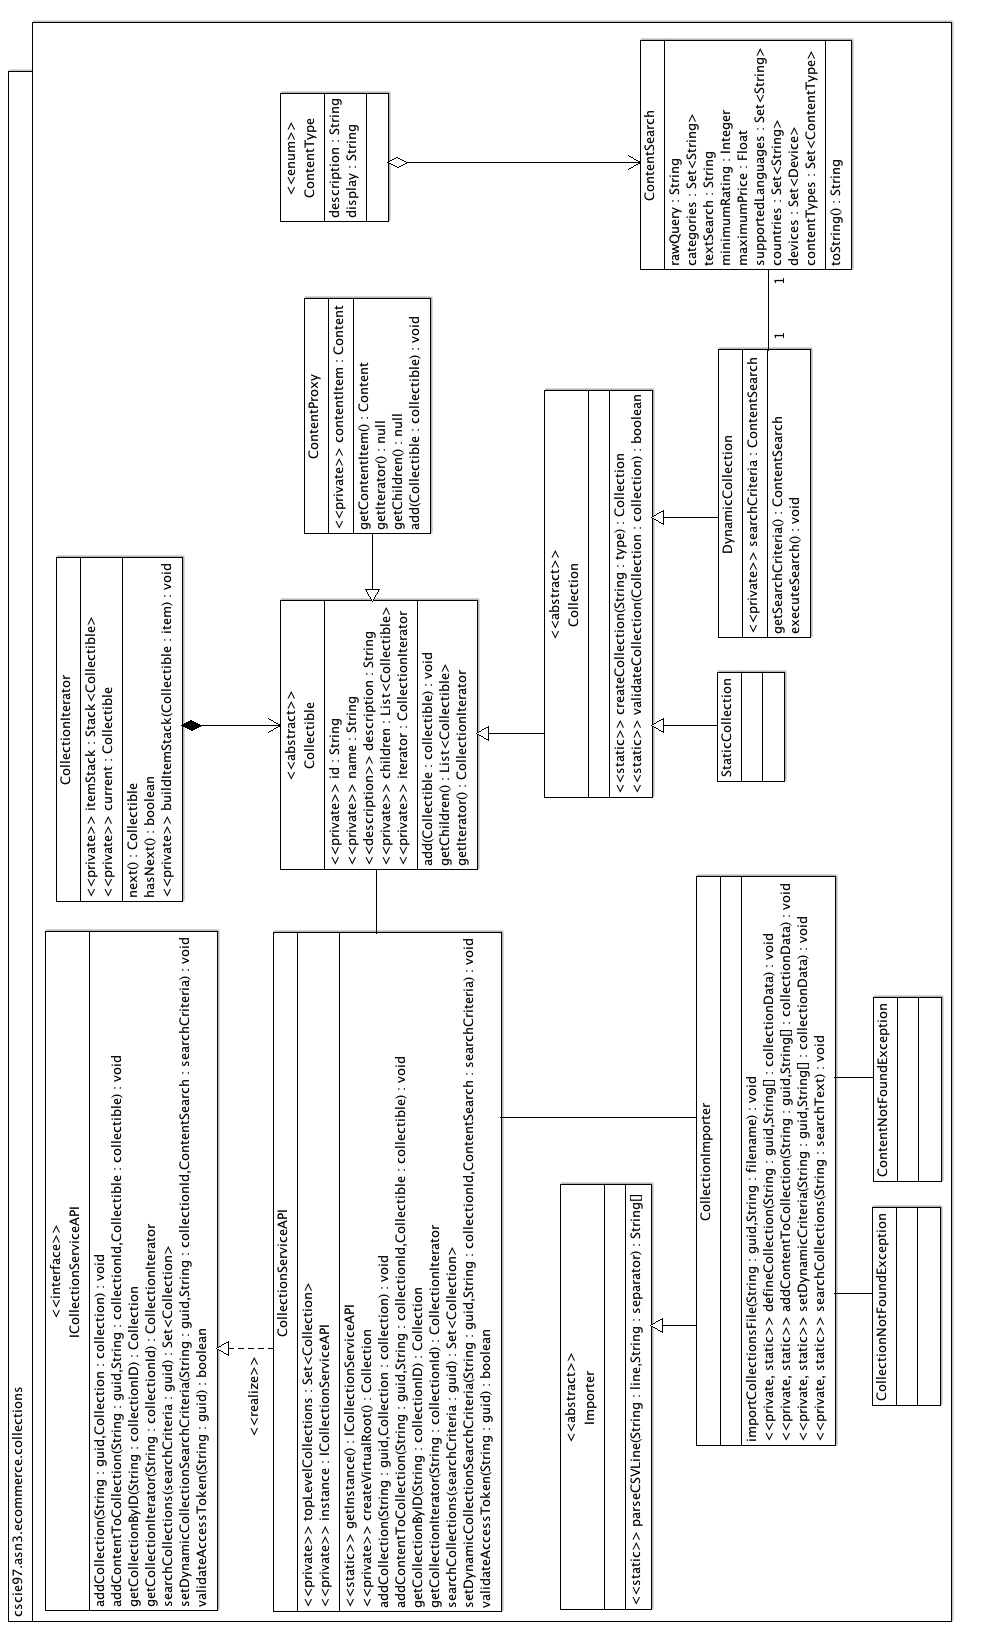 cscie97.asn3.ecommerce.collections
<<interface>>
ICollectionServiceAPI
addCollection(String : guid,Collection : collection) : void
addContentToCollection(String : guid,String : collectionId,Collectible : collectible) : void
getCollectionByID(String : collectionID) : Collection
getCollectionIterator(String : collectionId) : CollectionIterator
searchCollections(searchCriteria : guid) : Set<Collection>
setDynamicCollectionSearchCriteria(String : guid,String : collectionId,ContentSearch : searchCriteria) : void
validateAccessToken(String : guid) : boolean
<<realize>>
CollectionServiceAPI
<<private>> topLevelCollections : Set<Collection>
<<private>> instance : ICollectionServiceAPI
<<static>> getInstance() : ICollectionServiceAPI
<<private>> createVirtualRoot() : Collection
addCollection(String : guid,Collection : collection) : void
addContentToCollection(String : guid,String : collectionId,Collectible : collectible) : void
getCollectionByID(String : collectionID) : Collection
getCollectionIterator(String : collectionId) : CollectionIterator
searchCollections(searchCriteria : guid) : Set<Collection>
setDynamicCollectionSearchCriteria(String : guid,String : collectionId,ContentSearch : searchCriteria) : void
validateAccessToken(String : guid) : boolean
<<abstract>>
Importer
<<static>> parseCSVLine(String : line,String : separator) : String[]
CollectionImporter
importCollectionsFile(String : guid,String : filename) : void
<<private, static>> defineCollection(String : guid,String[] : collectionData) : void
<<private, static>> addContentToCollection(String : guid,String[] : collectionData) : void
<<private, static>> setDynamicCriteria(String : guid,String[] : collectionData) : void
<<private, static>> searchCollections(String : searchText) : void
CollectionNotFoundException
ContentNotFoundException
CollectionIterator
<<private>> itemStack : Stack<Collectible>
<<private>> current : Collectible
next() : Collectible
hasNext() : boolean
<<private>> buildItemStack(Collectible : item) : void
<<abstract>>
Collectible
<<private>> id : String
<<private>> name : String
<<description>> description : String
<<private>> children : List<Collectible>
<<private>> iterator : CollectionIterator
add(Collectible : collectible) : void
getChildren() : List<Collectible>
getIterator() : CollectionIterator
ContentProxy
<<private>> contentItem : Content
getContentItem() : Content
getIterator() : null
getChildren() : null
add(Collectible : collectible) : void
<<abstract>>
Collection
<<static>> createCollection(String : type) : Collection
<<static>> validateCollection(Collection : collection) : boolean
StaticCollection
DynamicCollection
<<private>> searchCriteria : ContentSearch
getSearchCriteria() : ContentSearch
executeSearch() : void
1
1
<<enum>>
ContentType
description : String
display : String
ContentSearch
rawQuery : String
categories : Set<String>
textSearch : String
minimumRating : Integer
maximumPrice : Float
supportedLanguages : Set<String>
countries : Set<String>
devices : Set<Device>
contentTypes : Set<ContentType>
toString() : String